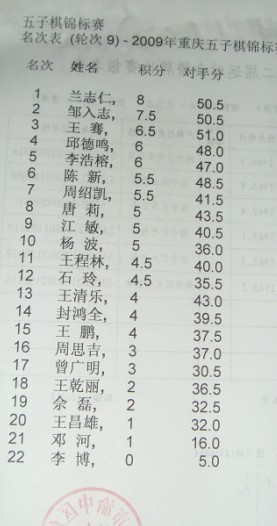 五子棋锦标赛
名次表 (轮次 9) - 2009年重庆五子棋锦标
名次 姓名 积分 对手分
1 兰志仁, 8 50.5
2 邹入志, 7.5 50.5
3 王 骞, 6.5 51.0
4 邱德鸣, 6 48.0
5 李浩榕, 6 47.0
6 陈 新, 5.5 48.5
7 周绍凯, 5.5 41.5
8 唐 莉, 5 43.5
9 江 敏, 5 40.5
10 杨 波, 5 36.0
11 王程林, 4.5 40.0
12 石 玲, 4.5 35.5
13 王清乐, 4 43.0
14 封鸿全, 4 39.5
15 王 鹏, 4 37.5
16 周思吉, 3 37.0
17 曾广明, 3 30.5
18 王乾丽, 2 36.5
19 余 磊, 2 32.5
20 王昌雄, 1 32.0
21 邓 河, 1 16.0
22 李 博, 0 5.0